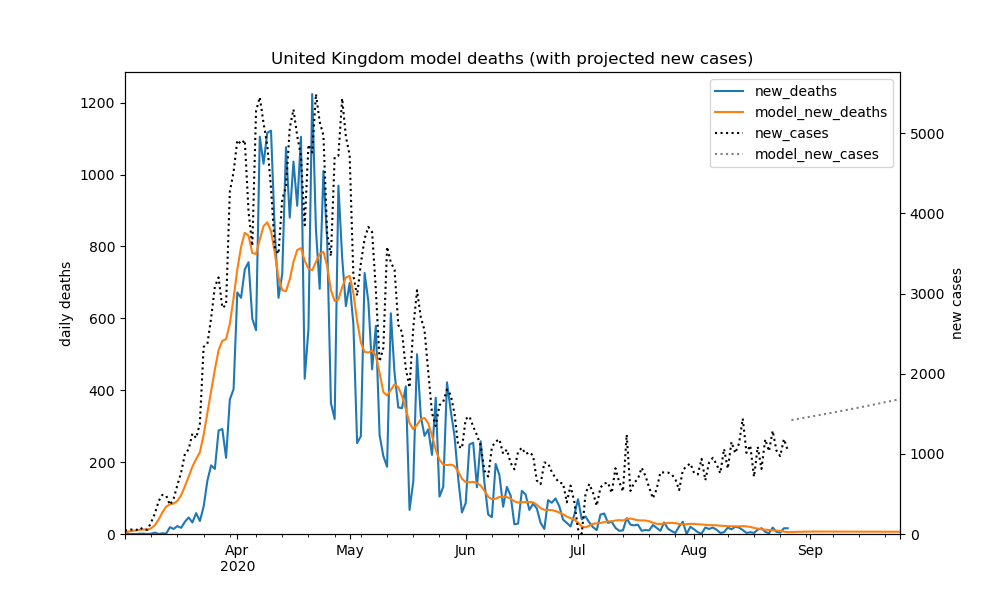 United Kingdom model deaths (with projected new cases)
new_deaths
model_new_deaths
new_cases
model_new_cases
daily deaths
1200
1000
800
600
400
200
0
new cases
5000
4000
3000
2000
1000
0
Apr
2020
May
Jun
Jul
Aug
Sep